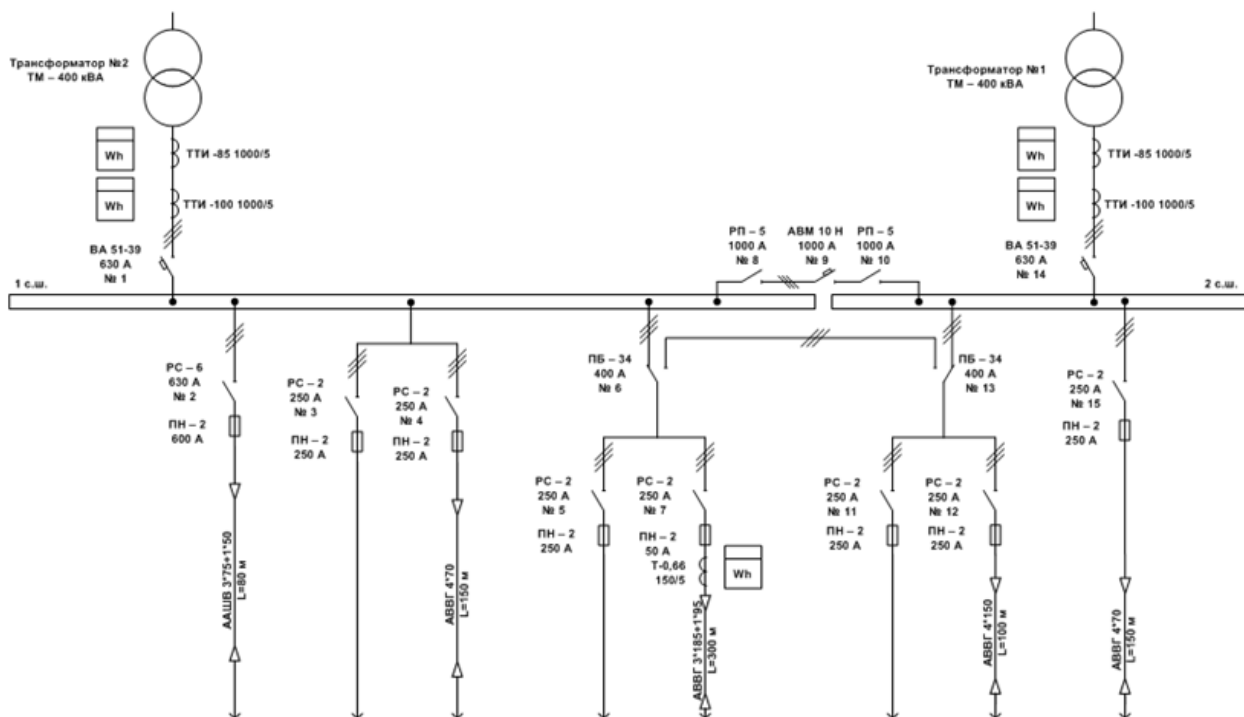 Трансформатор №2
ТМ – 400 кВА
Wh
ТТИ -85 1000/5
Wh
ТТИ -100 1000/5
ВА 51-39
630 А
№ 1
Трансформатор №1
ТМ – 400 кВА
Wh
ТТИ -85 1000/5
Wh
ТТИ -100 1000/5
ВА 51-39
630 А
№ 14
РП – 5
1000 А
№ 8
АВМ 10 Н
1000 А
№ 9
РП – 5
1000 А
№ 10
1 с.ш.
2 с.ш.
РС – 6
630 А
№ 2
ПН – 2
600 А
ААШВ 3*75+1*50
L=80 м
РС – 2
250 А
№ 3
ПН – 2
250 А
РС – 2
250 А
№ 4
ПН – 2
250 А
АВВГ 4*70
L=150 м
ПБ – 34
400 А
№ 6
РС – 2
250 А
№ 5
ПН – 2
250 А
РС – 2
250 А
№ 7
ПН – 2
50 А
Т-0,66
150/5
Wh
АВВГ 3*185+1*95
L=300 м
ПБ – 34
400 А
№ 13
РС – 2
250 А
№ 11
ПН – 2
250 А
РС – 2
250 А
№ 12
ПН – 2
250 А
АВВГ 4*150
L=100 м
РС – 2
250 А
№ 15
ПН – 2
250 А
АВВГ 4*70
L=150 м